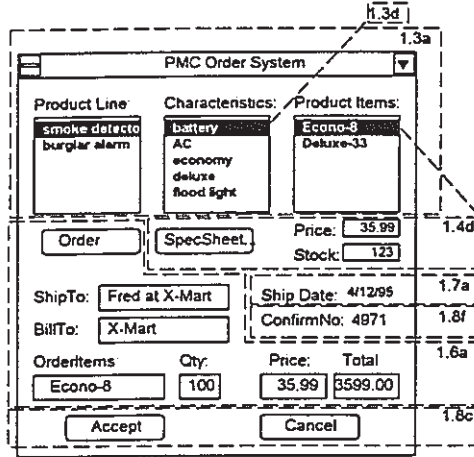 1.3d
1.3a
PMC Order System
Product Line: Characteristics: Product Items:
smoke detecto battery Econo-8
burglar alarm AC Deluxe-33
economy
deluxe
flood light
1.4d
Order SpecSheet.. Price: 35.99
Stock: 123
1.7a
ShipTo: Fred at X-Mart Ship Date: 4/12/95
1.8f
BillTo: X-Mart ConfirmNo: 4971
1.6a
OrderItems Qty: Price: Total
Econo-8 100 35.99 3599.00
1.8c
Accept Cancel